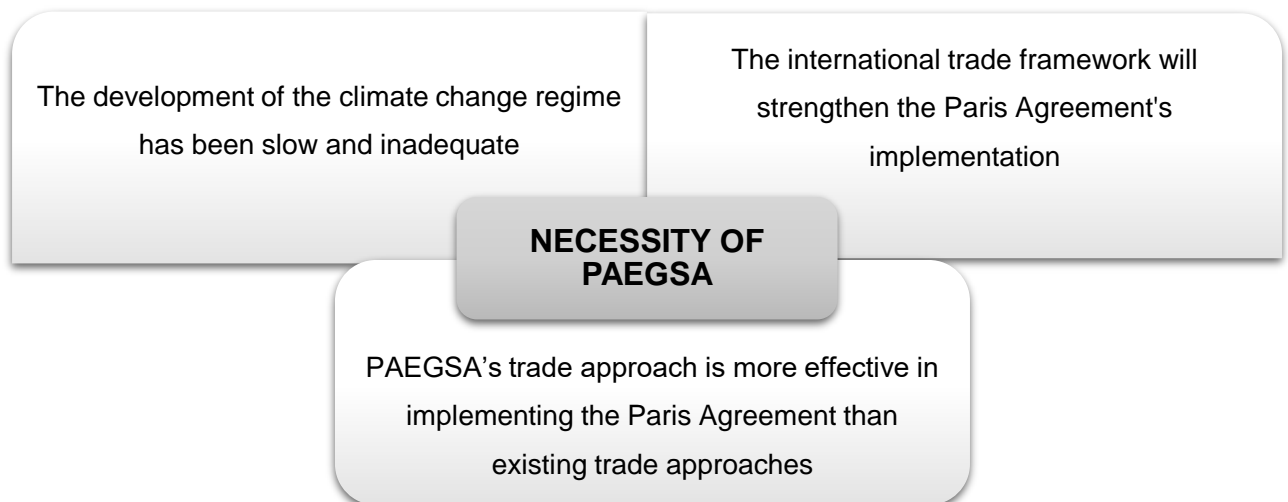 The development of the climate change regime
has been slow and inadequate
The international trade framework will
strengthen the Paris Agreement's
implementation
NECESSITY OF
PAEGSA
PAEGSA’s trade approach is more effective in
implementing the Paris Agreement than
existing trade approaches